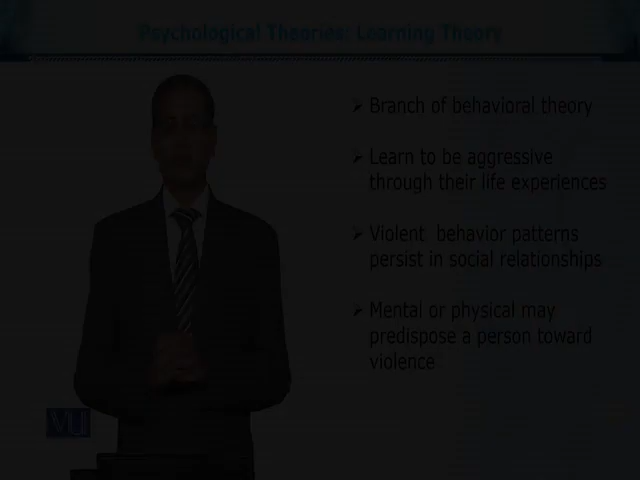 Psychological Theories: Learning Theory
Branch of behavioral theory
Learn to be aggressive
through their life experiences
Violent behavior patterns
persist in social relationships
Mental or physical may
predispose a person toward
violence
VU